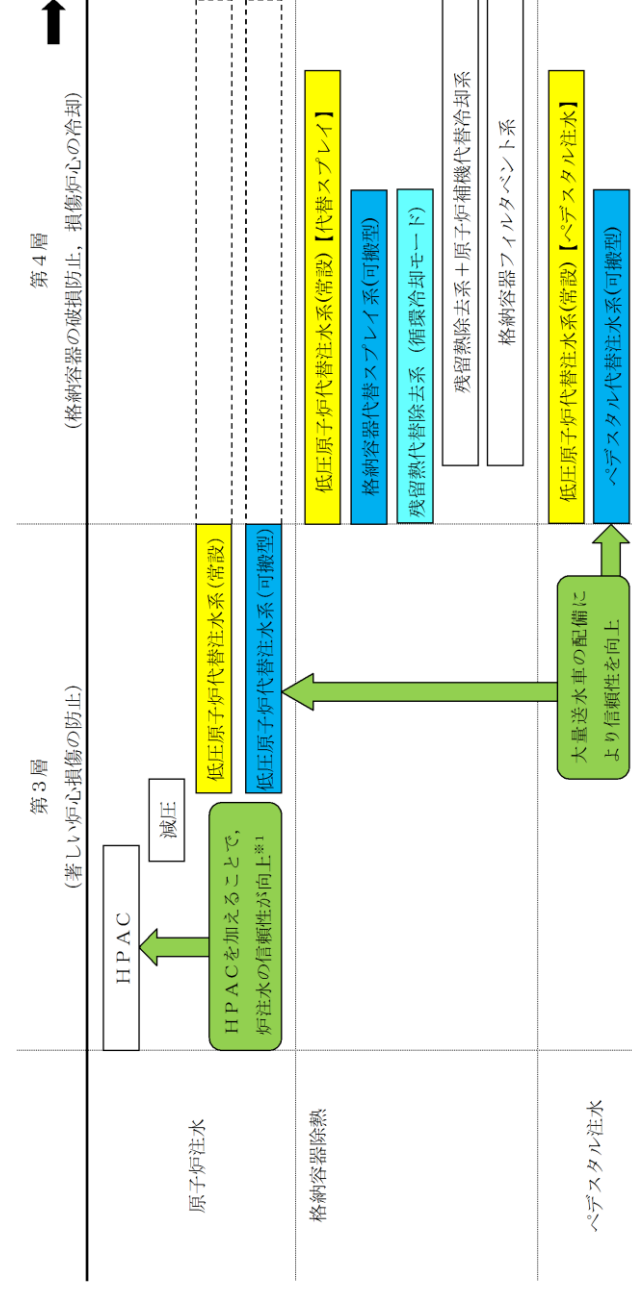 第３層
(著しい炉心損傷の防止)
第４層
(格納容器の破損防止，損傷炉心の冷却)
原子炉注水
ＨＰＡＣ
減圧
低圧原子炉代替注水系(常設)
低圧原子炉代替注水系(可搬型)
ＨＰＡＣを加えることで，
炉注水の信頼性が向上※1
格納容器除熱
低圧原子炉代替注水系(常設)【代替スプレイ】
格納容器代替スプレイ系(可搬型)
残留熱代替除去系（循環冷却モード）
残留熱除去系＋原子炉補機代替冷却系
格納容器フィルタベント系
ペデスタル注水
大量送水車の配備に
より信頼性を向上
低圧原子炉代替注水系(常設)【ペデスタル注水】
ペデスタル代替注水系(可搬型)